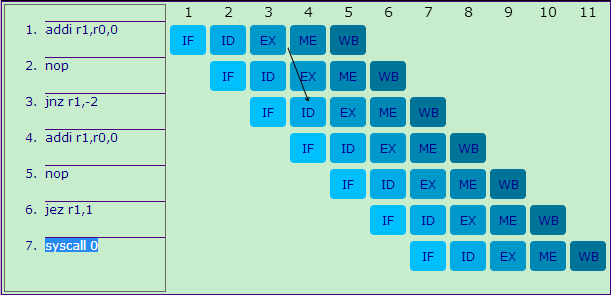 1 2 3 4 5 6 7 8 9 10 11
1. addi r1,r0,0 IF ID EX ME WB
2. nop IF ID EX ME WB
3. jnz r1,-2 IF ID EX ME WB
4. addi r1,r0,0 IF ID EX ME WB
5. nop IF ID EX ME WB
6. jez r1,1 IF ID EX ME WB
7. syscall 0 IF ID EX ME WB